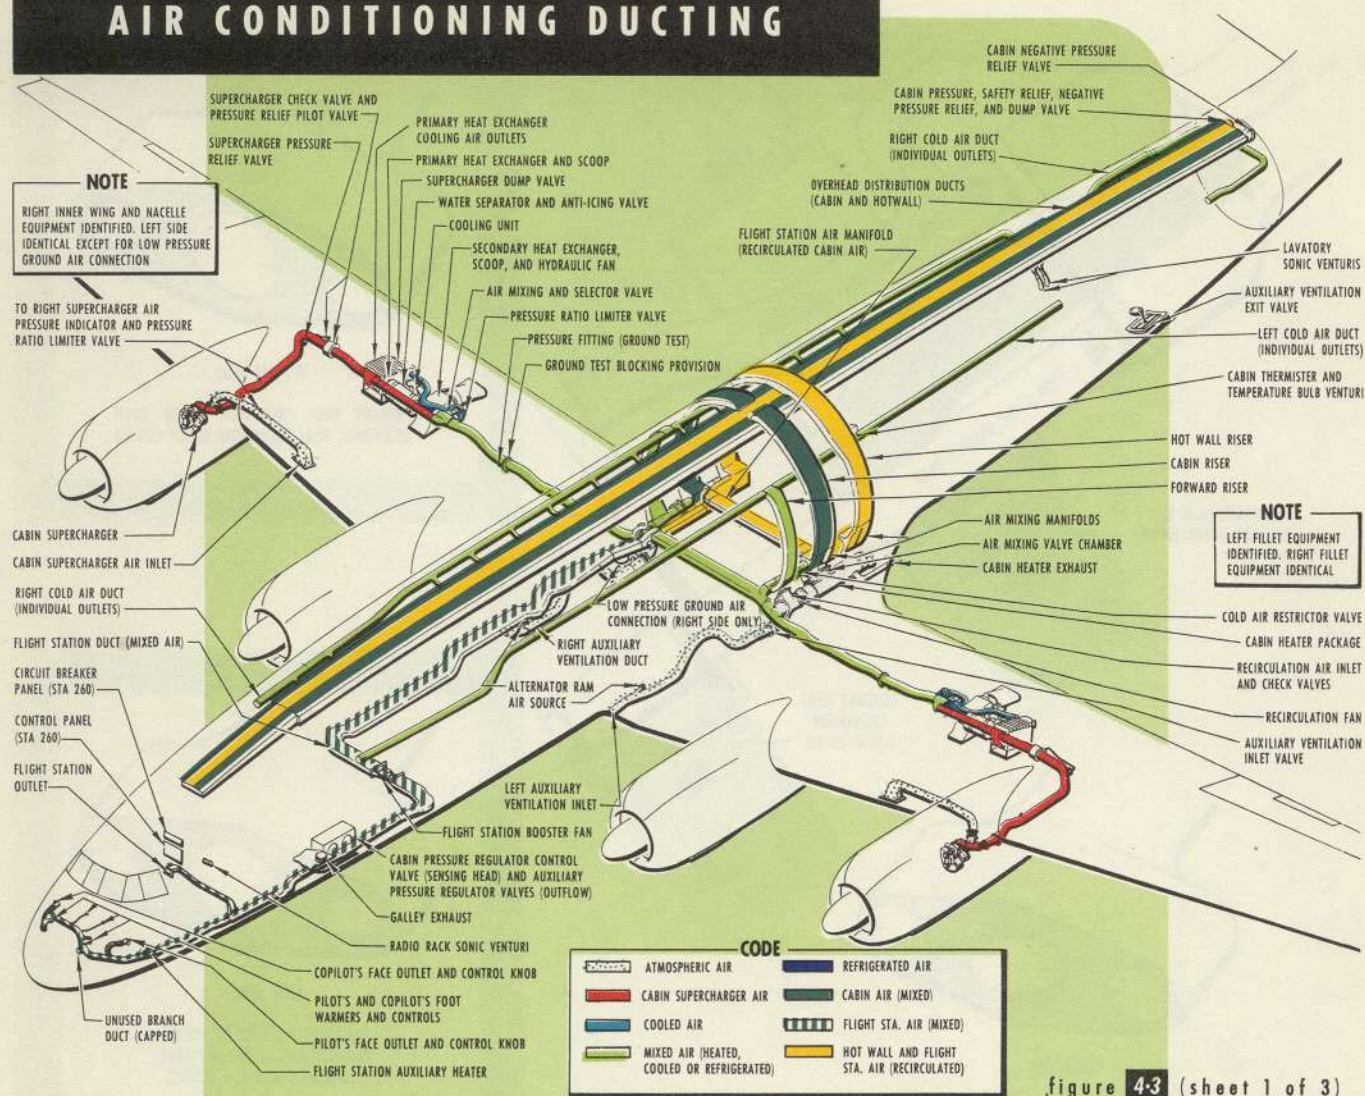 AIR CONDITIONING DUCTING
CABIN NEGATIVE PRESSURE
RELIEF VALVE
SUPERCHARGER CHECK VALVE AND
PRESSURE RELIEF PILOT VALVE
SUPERCHARGER PRESSURE
RELIEF VALVE
PRIMARY HEAT EXCHANGER
COOLING AIR OUTLETS
PRIMARY HEAT EXCHANGER AND SCOOP
SUPERCHARGER DUMP VALVE
WATER SEPARATOR AND ANTI-ICING VALVE
COOLING UNIT
SECONDARY HEAT EXCHANGER,
SCOOP, AND HYDRAULIC FAN
AIR MIXING AND SELECTOR VALVE
PRESSURE RATIO LIMITER VALVE
PRESSURE FITTING (GROUND TEST)
GROUND TEST BLOCKING PROVISION
CABIN PRESSURE, SAFETY RELIEF, NEGATIVE
PRESSURE RELIEF, AND DUMP VALVE
RIGHT COLD AIR DUCT
(INDIVIDUAL OUTLETS)
OVERHEAD DISTRIBUTION DUCTS
(CABIN AND HOTWALL)
FLIGHT STATION AIR MANIFOLD
(RECIRCULATED CABIN AIR)
NOTE
RIGHT INNER WING AND NACELLE
EQUIPMENT IDENTIFIED. LEFT SIDE
IDENTICAL EXCEPT FOR LOW PRESSURE
GROUND AIR CONNECTION
TO RIGHT SUPERCHARGER AIR
PRESSURE INDICATOR AND PRESSURE
RATIO LIMITER VALVE
LAVATORY
SONIC VENTURIS
AUXILIARY VENTILATION
EXIT VALVE
LEFT COLD AIR DUCT
(INDIVIDUAL OUTLETS)
CABIN THERMISTER AND
TEMPERATURE BULB VENTURI
HOT WALL RISER
CABIN RISER
FORWARD RISER
NOTE
LEFT FILLET EQUIPMENT
IDENTIFIED. RIGHT FILLET
EQUIPMENT IDENTICAL
AIR MIXING MANIFOLDS
AIR MIXING VALVE CHAMBER
CABIN HEATER EXHAUST
COLD AIR RESTRICTOR VALVE
CABIN HEATER PACKAGE
RECIRCULATION AIR INLET
AND CHECK VALVES
RECIRCULATION FAN
AUXILIARY VENTILATION
INLET VALVE
CABIN SUPERCHARGER
CABIN SUPERCHARGER AIR INLET
RIGHT COLD AIR DUCT
(INDIVIDUAL OUTLETS)
FLIGHT STATION DUCT (MIXED AIR)
CIRCUIT BREAKER
PANEL (STA 260)
CONTROL PANEL
(STA 260)
FLIGHT STATION
OUTLET
LOW PRESSURE GROUND AIR
CONNECTION (RIGHT SIDE ONLY)
RIGHT AUXILIARY
VENTILATION DUCT
ALTERNATOR RAM
AIR SOURCE
LEFT AUXILIARY
VENTILATION INLET
FLIGHT STATION BOOSTER FAN
CABIN PRESSURE REGULATOR CONTROL
VALVE (SENSING HEAD) AND AUXILIARY
PRESSURE REGULATOR VALVES (OUTFLOW)
GALLEY EXHAUST
RADIO RACK SONIC VENTURI
COPILOT'S FACE OUTLET AND CONTROL KNOB
PILOT'S AND COPILOT'S FOOT
WARMERS AND CONTROLS
PILOT'S FACE OUTLET AND CONTROL KNOB
FLIGHT STATION AUXILIARY HEATER
UNUSED BRANCH
DUCT (CAPPED)
CODE
ATMOSPHERIC AIR
CABIN SUPERCHARGER AIR
COOLED AIR
MIXED AIR (HEATED,
COOLED OR REFRIGERATED)
REFRIGERATED AIR
CABIN AIR (MIXED)
FLIGHT STA. AIR (MIXED)
HOT WALL AND FLIGHT
STA. AIR (RECIRCULATED)
figure 4-3 (sheet 1 of 3)